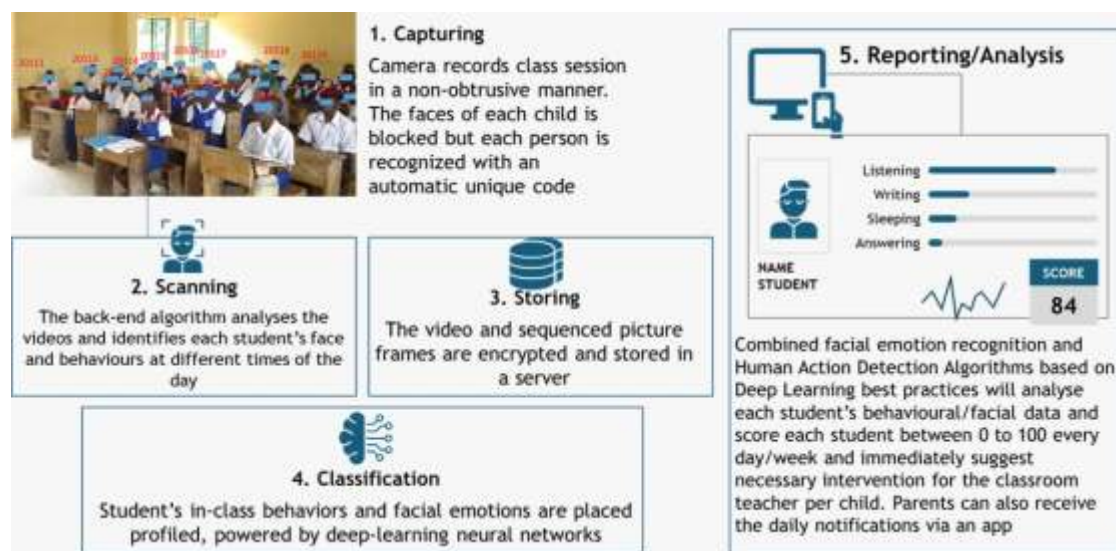 1. Capturing
Camera records class session
in a non-obtrusive manner.
The faces of each child is
blocked but each person is
recognized with an
automatic unique code
2. Scanning
The back-end algorithm analyses the
videos and identifies each student's face
and behaviours at different times of the
day
3. Storing
The video and sequenced picture
frames are encrypted and stored in
a server
4. Classification
Student's in-class behaviors and facial emotions are placed
profiled, powered by deep-learning neural networks
5. Reporting/Analysis
Listening
Writing
Sleeping
Answering
NAME
STUDENT
SCORE
84
Combined facial emotion recognition and
Human Action Detection Algorithms based on
Deep Learning best practices will analyse
each student's behavioural/facial data and
score each student between 0 to 100 every
day/week and immediately suggest
necessary intervention for the classroom
teacher per child. Parents can also receive
the daily notifications via an app